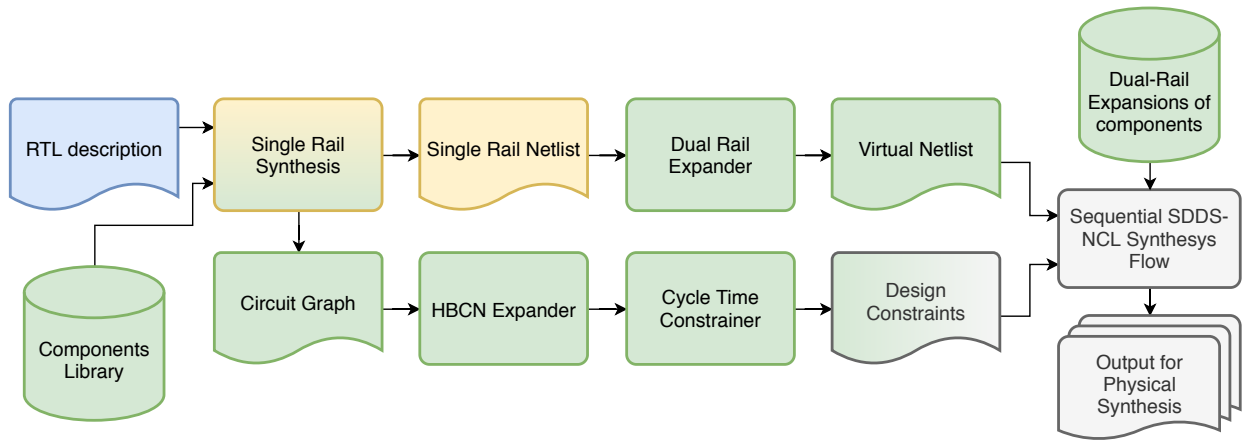 Dual-Rail
Expansions of
components
RTL description
Single Rail
Synthesis
Single Rail Netlist
Dual Rail
Expander
Virtual Netlist
Sequential SDDS-
NCL Synthesys
Flow
Circuit Graph
HBCN Expander
Cycle Time
Constrainer
Design
Constraints
Components
Library
Output for
Physical
Synthesis